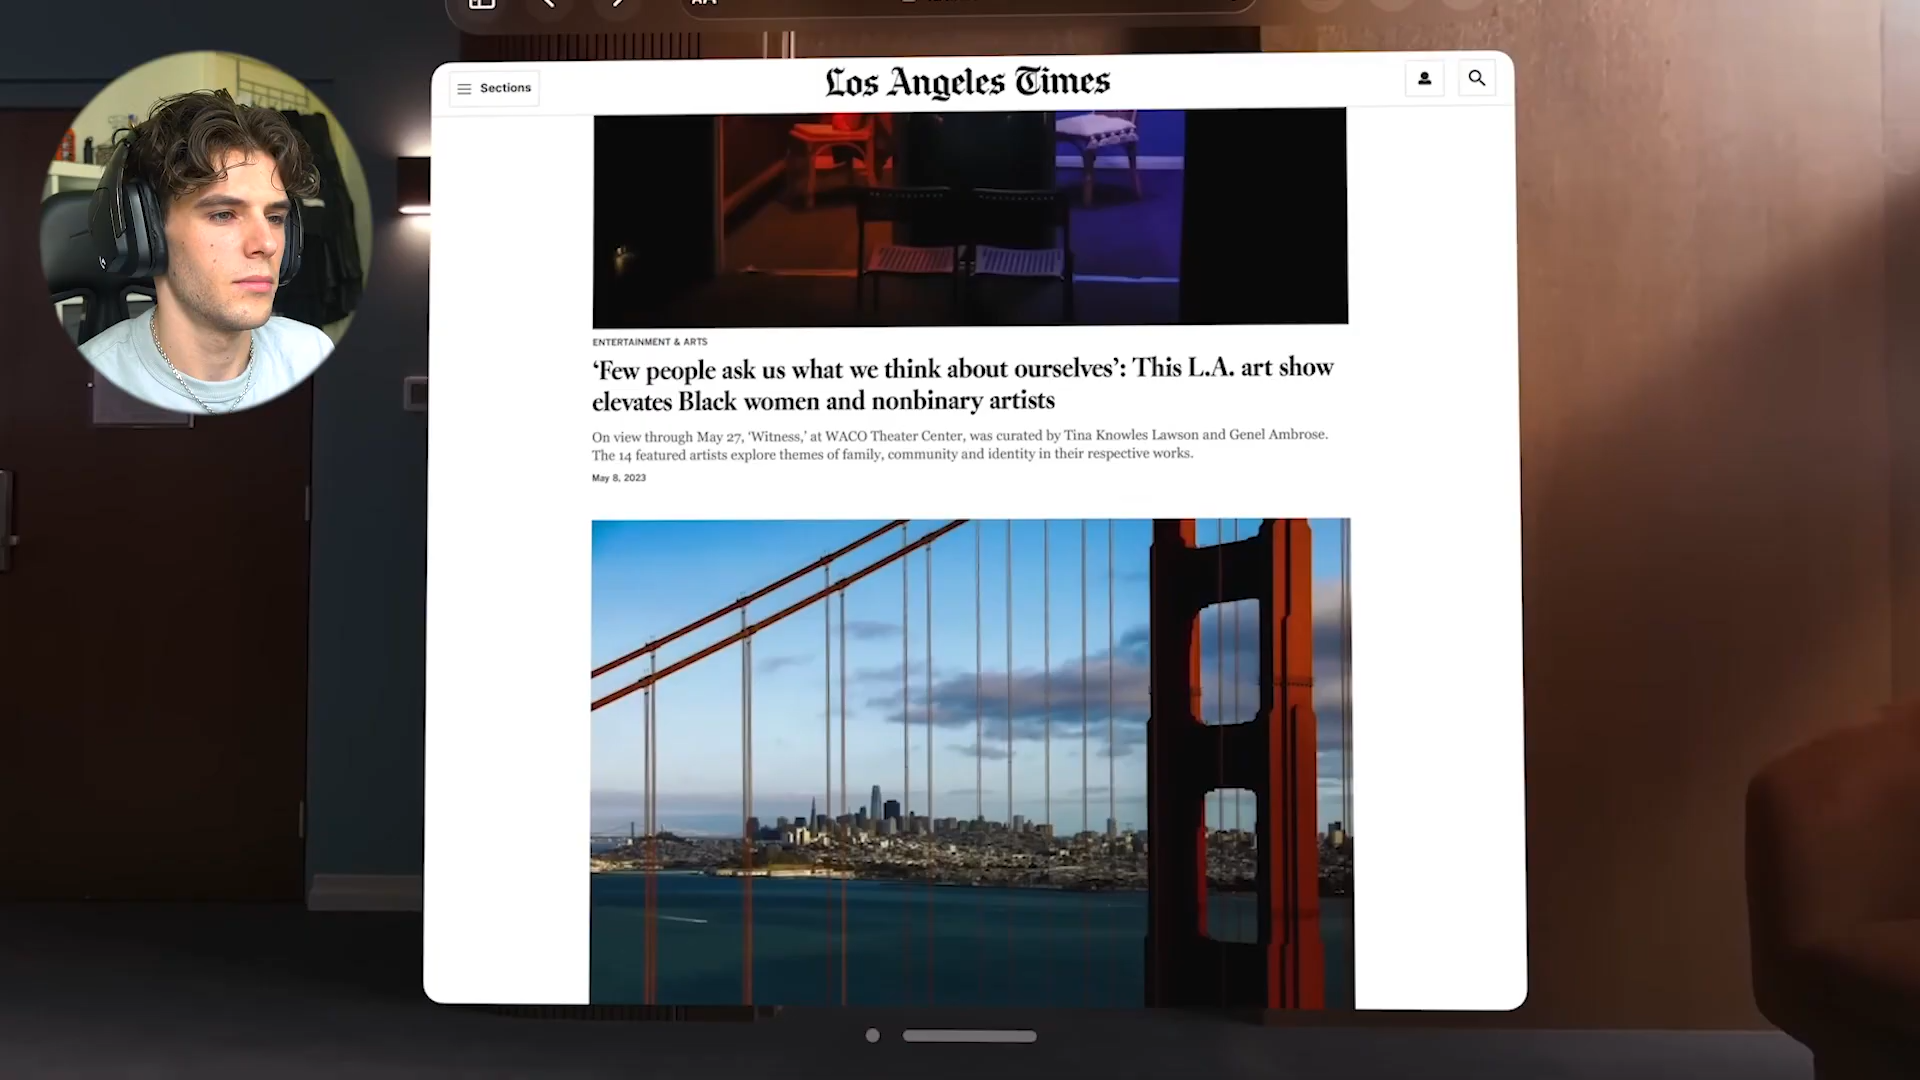 Sections
Los Angeles Times
ENTERTAINMENT & ARTS
‘Few people ask us what we think about ourselves’: This L.A. art show
elevates Black women and nonbinary artists
On view through May 27, ‘Witness,’ at WACO Theater Center, was curated by Tina Knowles Lawson and Genel Ambrose.
The 14 featured artists explore themes of family, community and identity in their respective works.
May 8, 2023